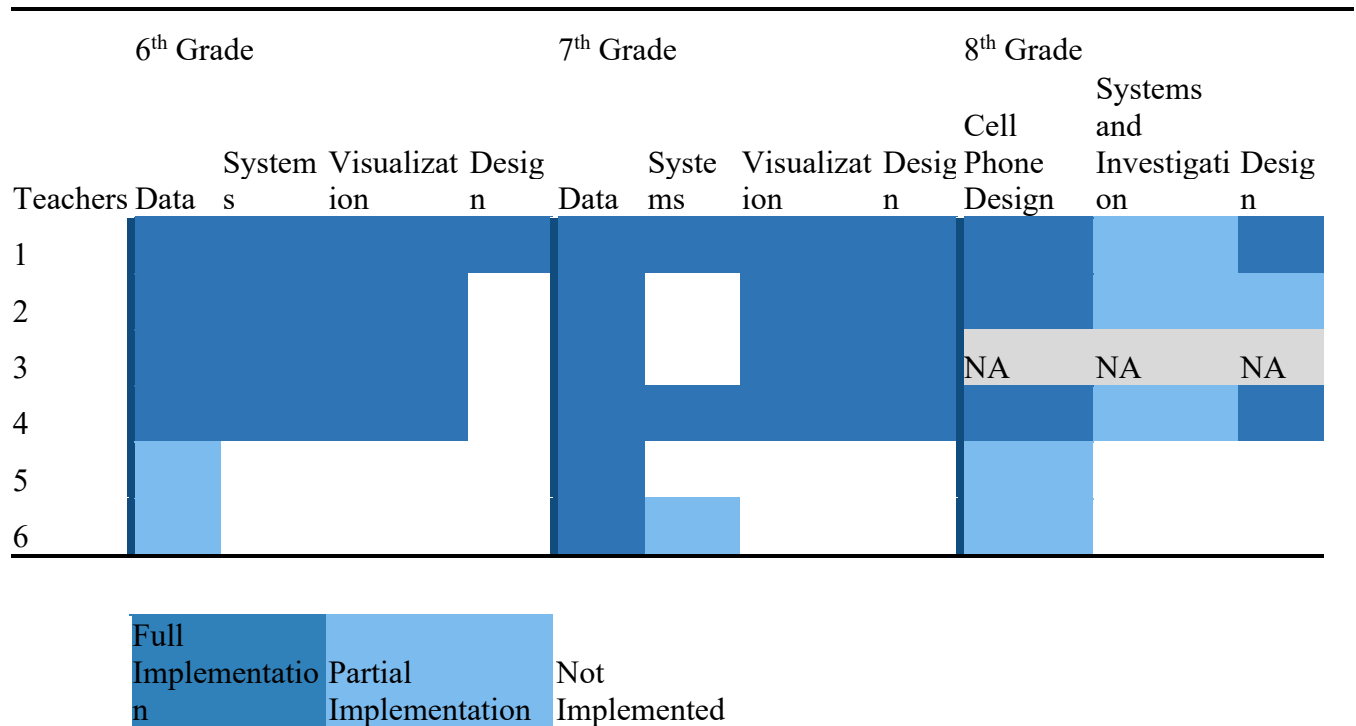 6th Grade 7th Grade 8th Grade
Teachers Data System
s Visualizat
ion Desig
n Data Syste
ms Visualizat
ion Desig
n Cell
Phone
Design Systems
and
Investigati
on Desig
n
1
2
3 NA NA NA
4
5
6
Full
Implementatio
n Partial
Implementation Not
Implemented